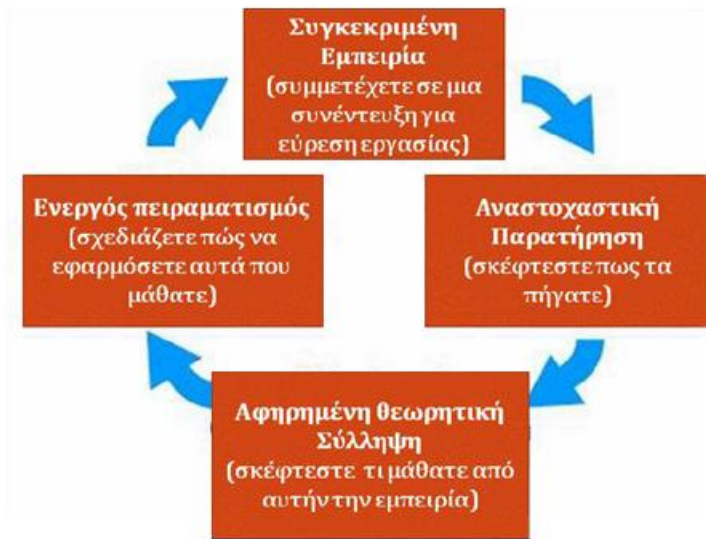 Συγκεκριμένη
Εμπειρία
(συμμετέχετε σε μια
συνέντευξη για
εύρεση εργασίας)
Αναστοχαστική
Παρατήρηση
(σκέφτεστε πως τα
πήγατε)
Αφηρημένη θεωρητική
Σύλληψη
(σκέφτεστε τι μάθατε από
αυτήν την εμπειρία)
Ενεργός πειραματισμός
(σχεδιάζετε πώς να
εφαρμόσετε αυτά που
μάθατε)